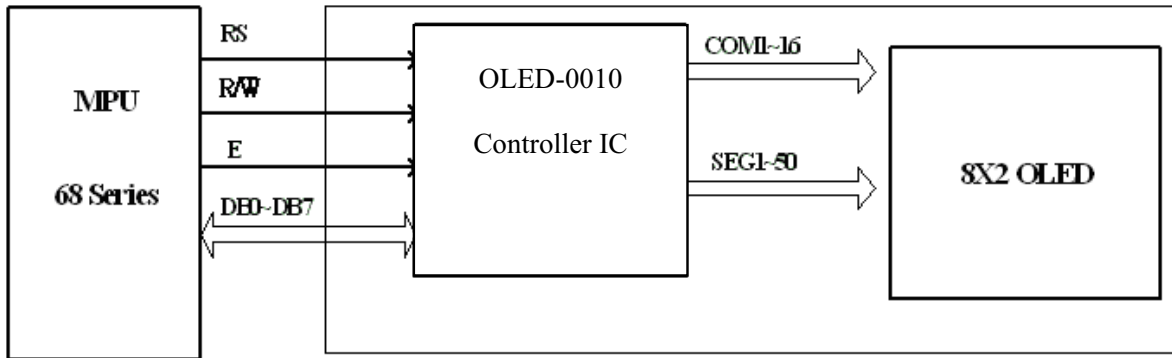 MPU
68 Series
RS
R/W
E
DB0~DB7
OLED-0010
Controller IC
COM1~16
SEG1~50
8X2 OLED